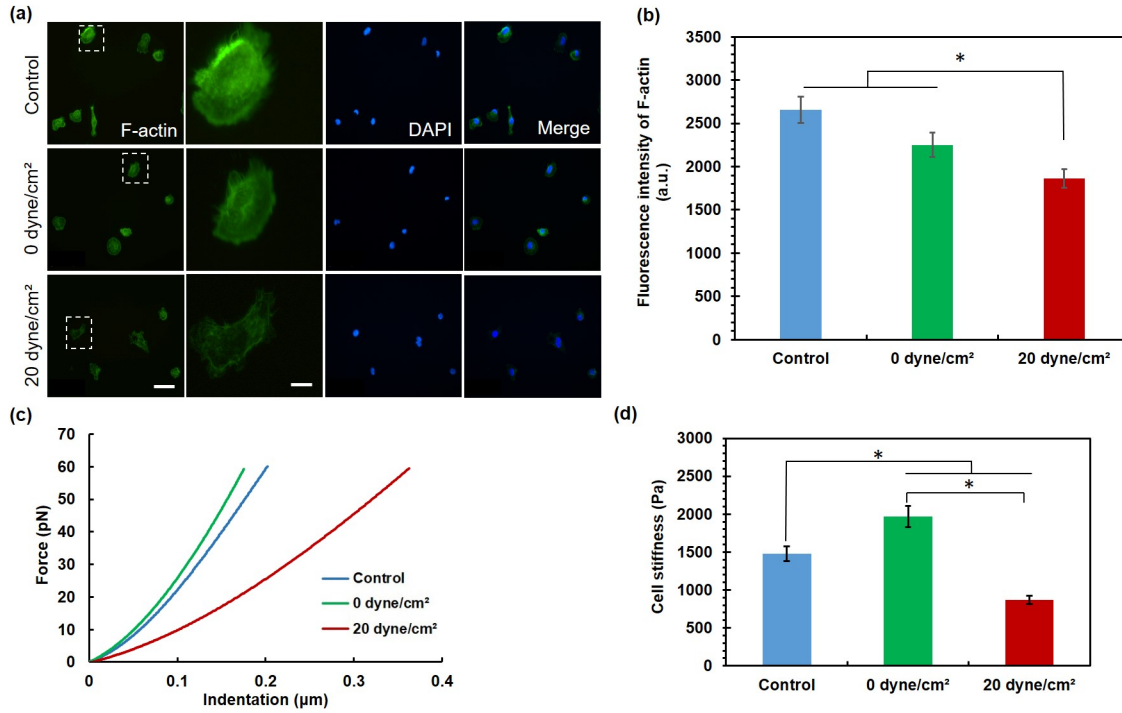 (a)
Control
F-actin
DAPI
Merge
0 dyne/cm²
20 dyne/cm²
(b)
Fluorescence intensity of F-actin
(a.u.)
3500
3000
2500
2000
1500
1000
500
0
*
Control
0 dyne/cm²
20 dyne/cm²
(c)
Force (pN)
70
60
50
40
30
20
10
0
Control
0 dyne/cm²
20 dyne/cm²
0
0.1
0.2
0.3
0.4
Indentation (µm)
(d)
Cell stiffness (Pa)
3000
2500
2000
1500
1000
500
0
*
*
Control
0 dyne/cm²
20 dyne/cm²